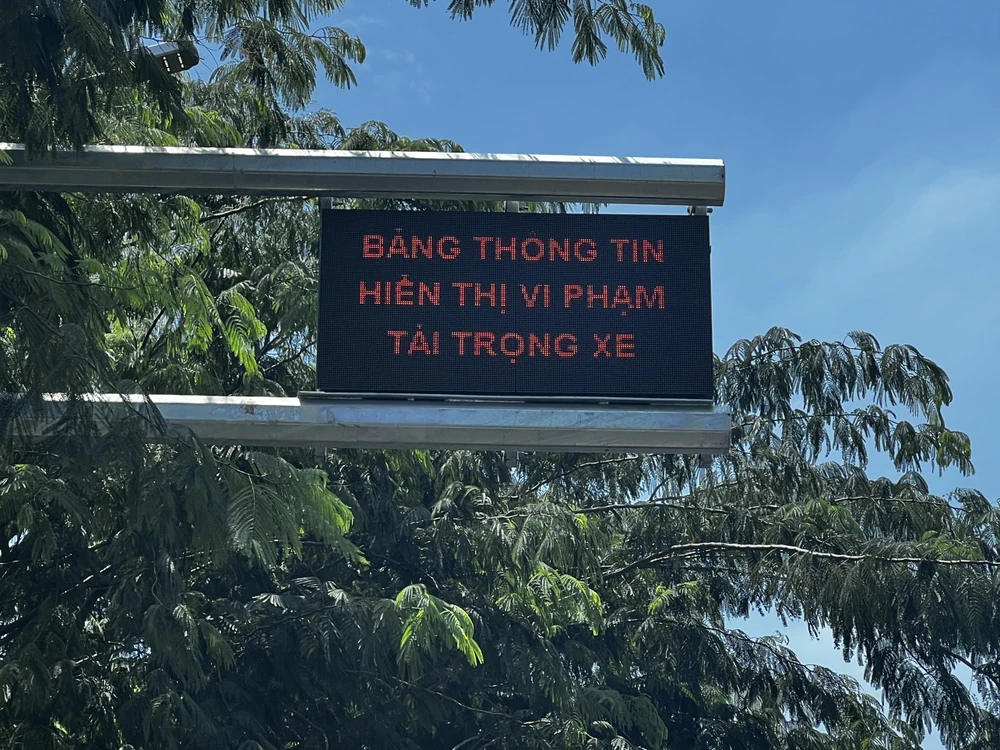 BẢNG THÔNG TIN
HIỂN THỊ VI PHẠM
TẢI TRỌNG XE